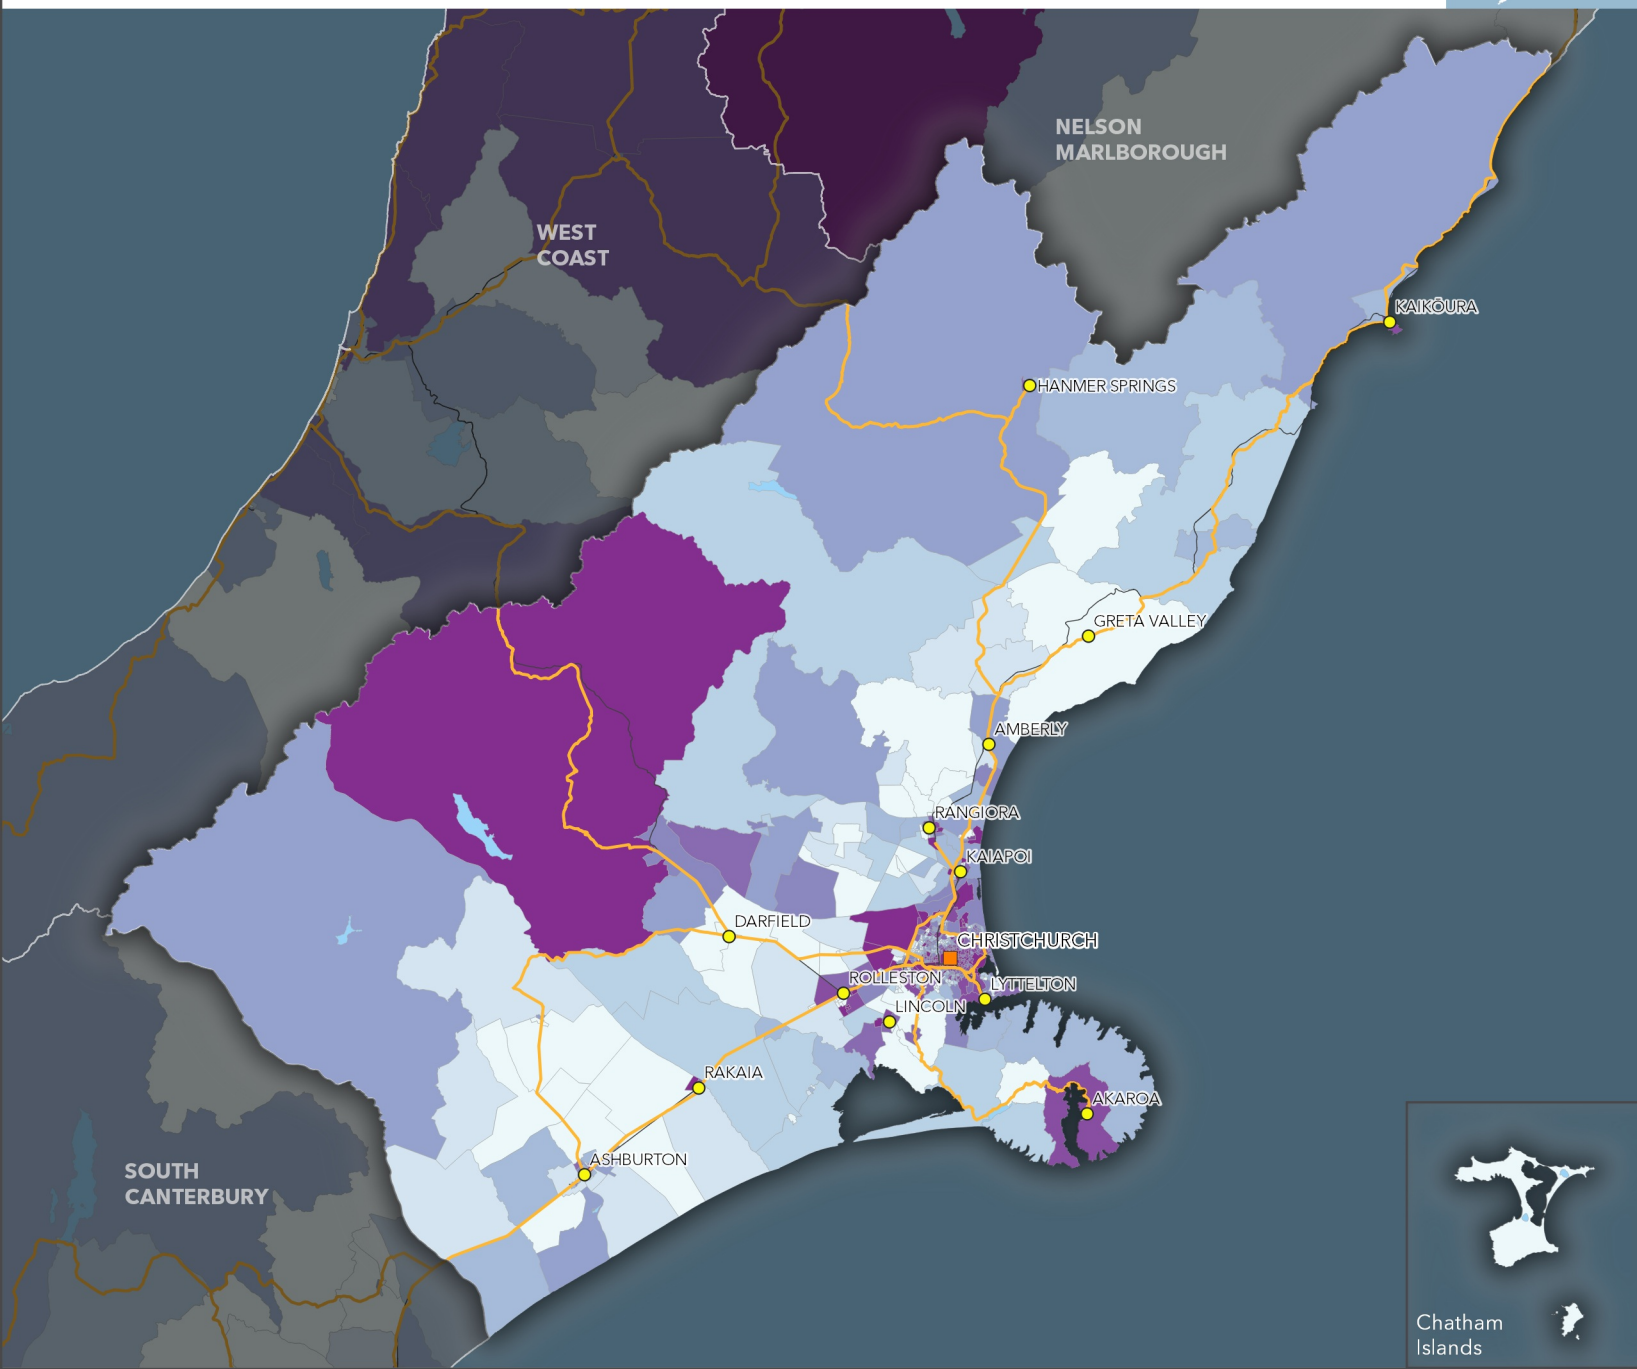 NELSON
MARLBOROUGH
WEST
COAST
KAIKŌURA
HANMER SPRINGS
GRETA VALLEY
AMBERLY
RANGIORA
KAIAPOI
DARFIELD
CHRISTCHURCH
ROLLESTON
LYTTELTON
LINCOLN
RAKAIA
AKAROA
ASHBURTON
SOUTH
CANTERBURY
Chatham
Islands